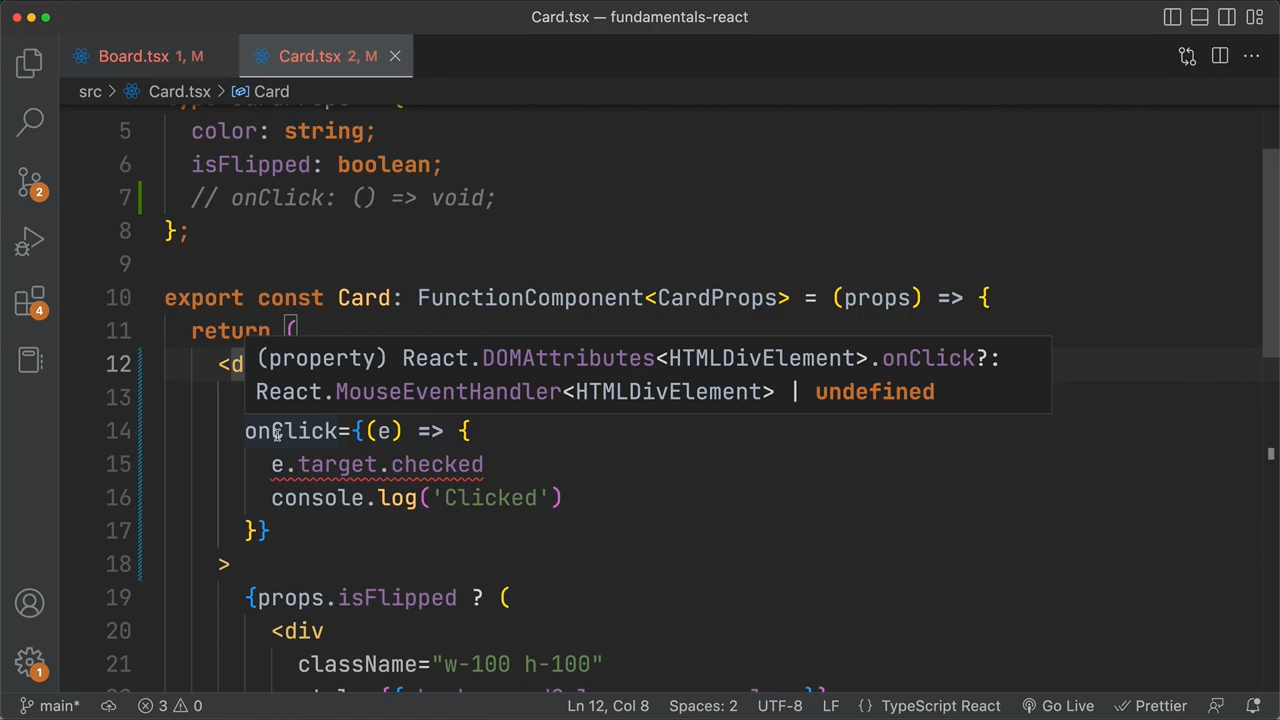 Card.tsx — fundamentals-react
Board.tsx 1, M
Card.tsx 2, M
src > Card.tsx > Card
5 color: string;
6 isFlipped: boolean;
7 // onClick: () => void;
8 };
9
10 export const Card: FunctionComponent<CardProps> = (props) => {
11 return (
12 <d
(property) React.DOMAttributes<HTMLDivElement>.onClick?:
React.MouseEventHandler<HTMLDivElement> | undefined
13
14 onClick={(e) => {
15 e.target.checked
16 console.log('Clicked')
17 }}
18 >
19 {props.isFlipped ? (
20 <div
21 className="w-100 h-100"
2
4
1
main* 3 0 Ln 12, Col 8 Spaces: 2 UTF-8 LF {} TypeScript React Go Live Prettier